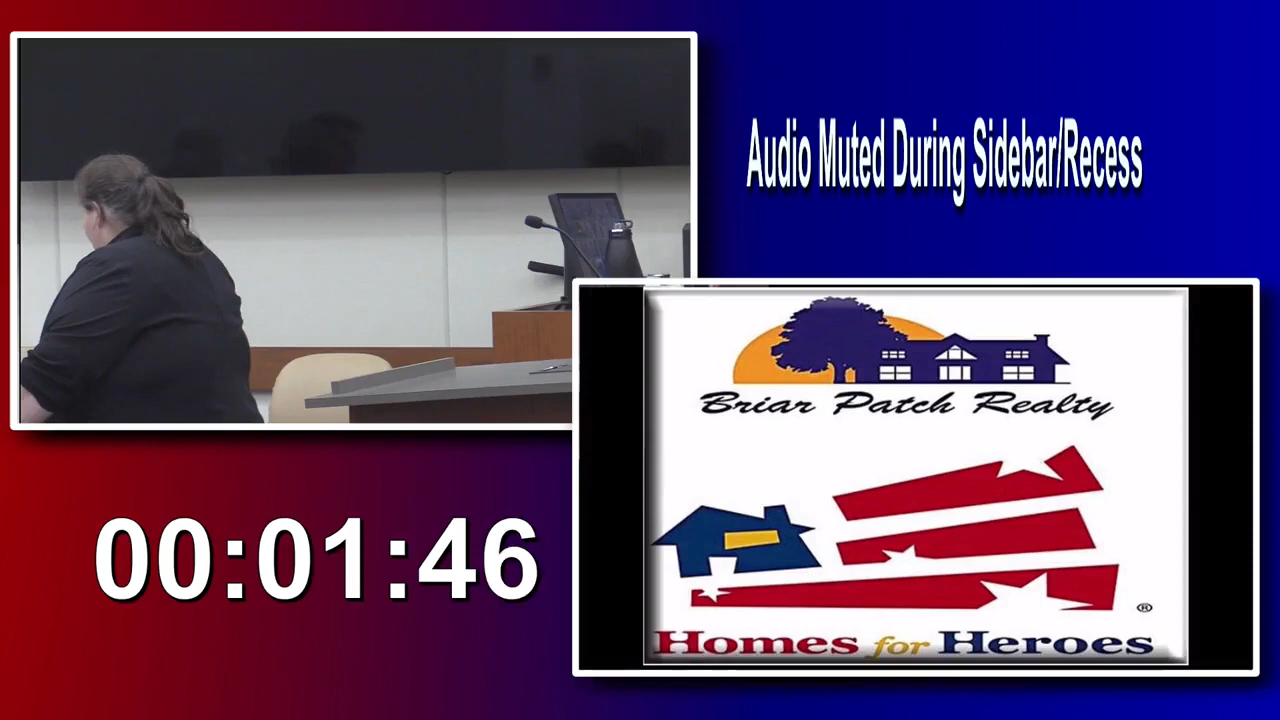 Audio Muted During Sidebar/Recess
Briar Patch Realty
00:01:46
®
Homes for Heroes